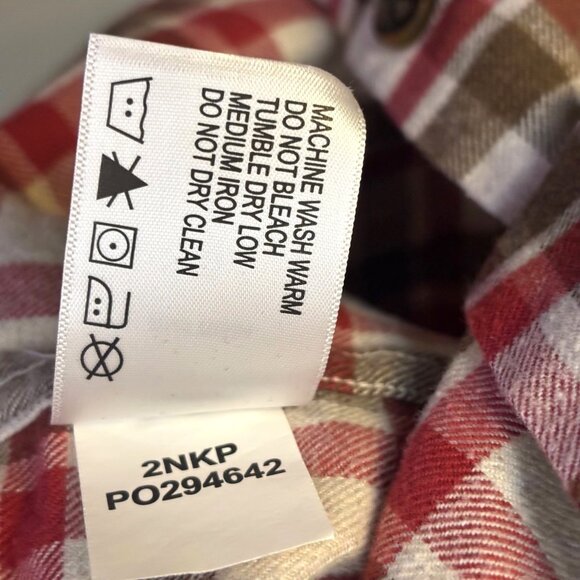 MACHINE WASH WARM
DO NOT BLEACH
TUMBLE DRY LOW
MEDIUM IRON
DO NOT DRY CLEAN
2NKP
PO294642